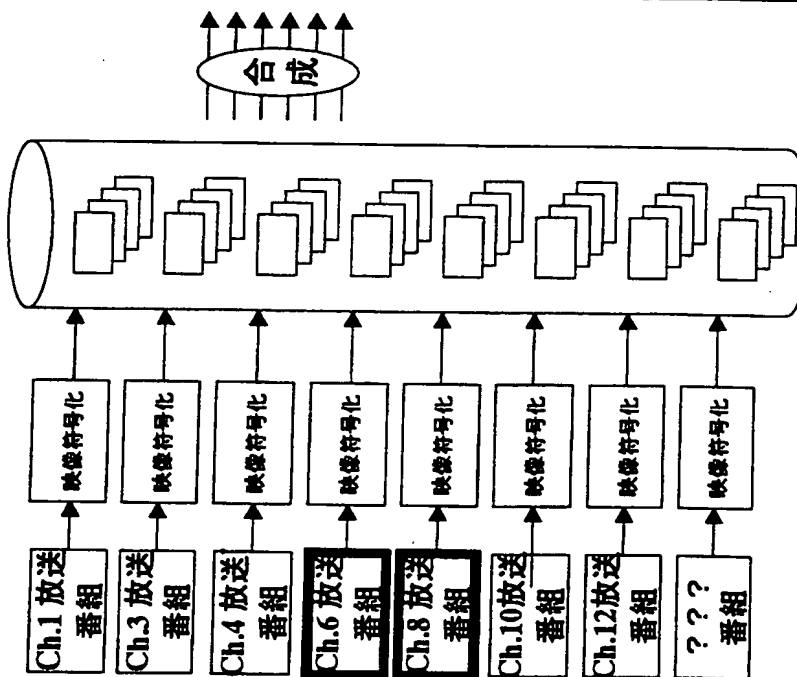 合成
映像符号化
映像符号化
映像符号化
映像符号化
映像符号化
映像符号化
映像符号化
映像符号化
Ch.1 放送
番組
Ch.3 放送
番組
Ch.4 放送
番組
Ch.6 放送
番組
Ch.8 放送
番組
Ch.10放送
番組
Ch.12放送
番組
???
番組